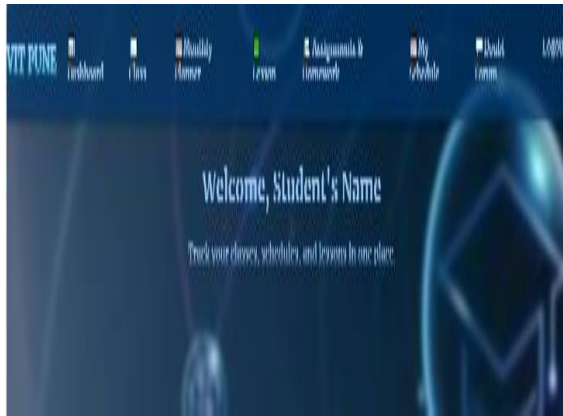 VIT PUNE
Dashboard
Class
Monthly
Planner
Lesson
Assignments &
Homework
My
Schedule
Doubt
Forum
Welcome, Student's Name
Track your classes, schedules, and lessons in one place.